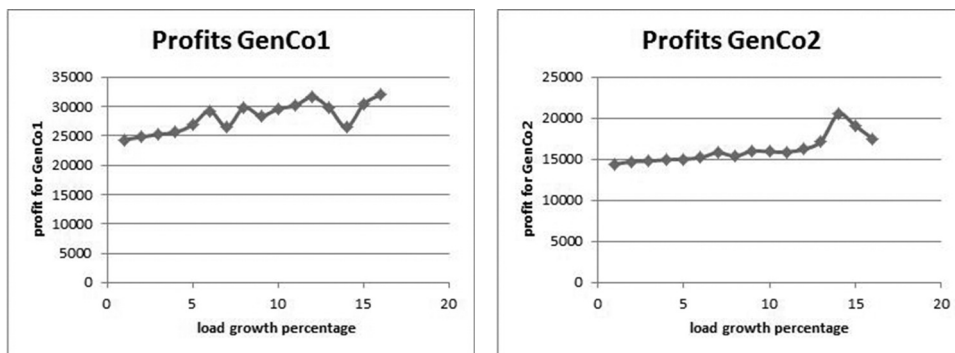 Profits GenCo1
35000
30000
25000
20000
15000
10000
5000
0
profit for GenCo1
0 5 10 15 20
load growth percentage
Profits GenCo2
25000
20000
15000
10000
5000
0
profit for GenCo2
0 5 10 15 20
load growth percentage